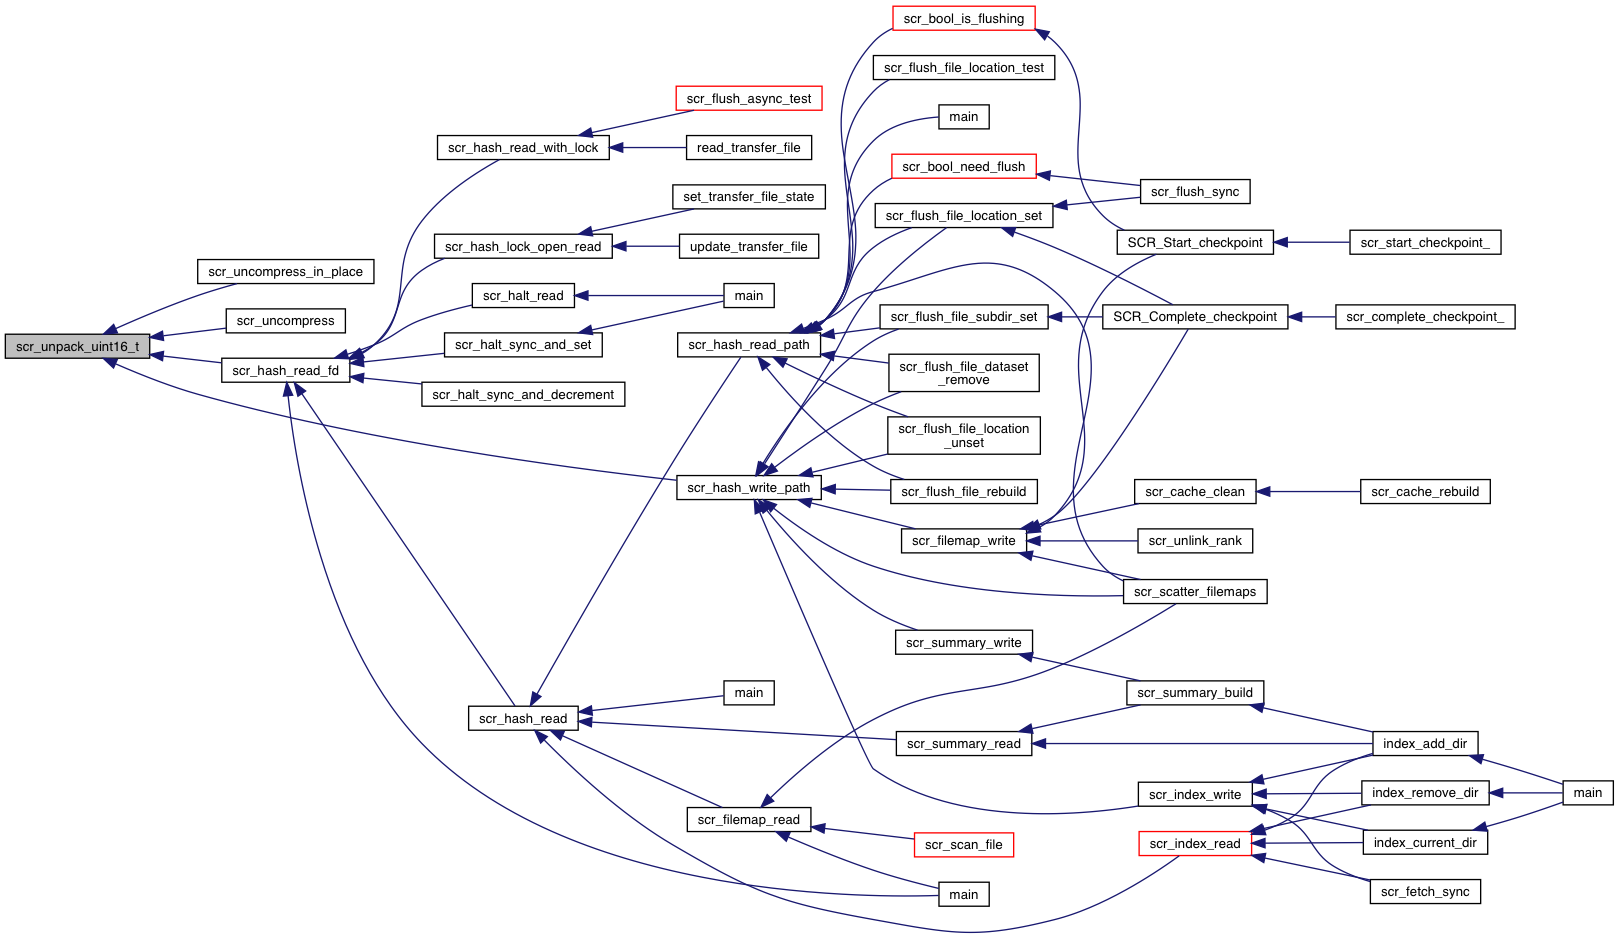 scr_bool_is_flushing
scr_flush_file_location_test
scr_flush_async_test
main
scr_hash_read_with_lock
read_transfer_file
scr_bool_need_flush
scr_flush_sync
set_transfer_file_state
scr_flush_file_location_set
scr_hash_lock_open_read
update_transfer_file
SCR_Start_checkpoint
scr_start_checkpoint_
scr_uncompress_in_place
scr_halt_read
main
scr_uncompress
scr_flush_file_subdir_set
SCR_Complete_checkpoint
scr_complete_checkpoint_
scr_unpack_uint16_t
scr_halt_sync_and_set
scr_hash_read_path
scr_hash_read_fd
scr_flush_file_dataset
_remove
scr_halt_sync_and_decrement
scr_flush_file_location
_unset
scr_hash_write_path
scr_flush_file_rebuild
scr_cache_clean
scr_cache_rebuild
scr_filemap_write
scr_unlink_rank
scr_scatter_filemaps
scr_summary_write
main
scr_summary_build
scr_hash_read
scr_summary_read
index_add_dir
scr_index_write
index_remove_dir
main
scr_filemap_read
scr_scan_file
scr_index_read
index_current_dir
main
scr_fetch_sync